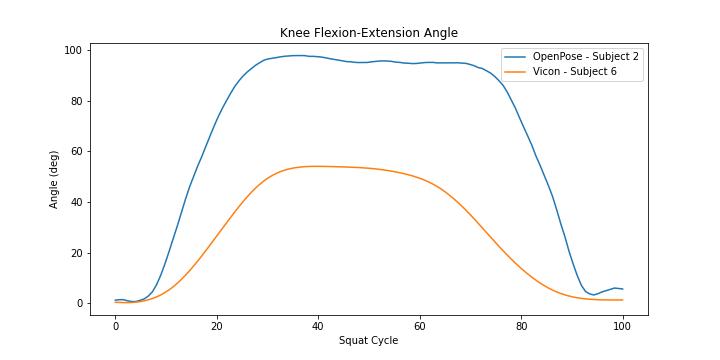 Knee Flexion-Extension Angle
OpenPose - Subject 2
Vicon - Subject 6
Angle (deg)
100
80
60
40
20
0
0 20 40 60 80 100
Squat Cycle